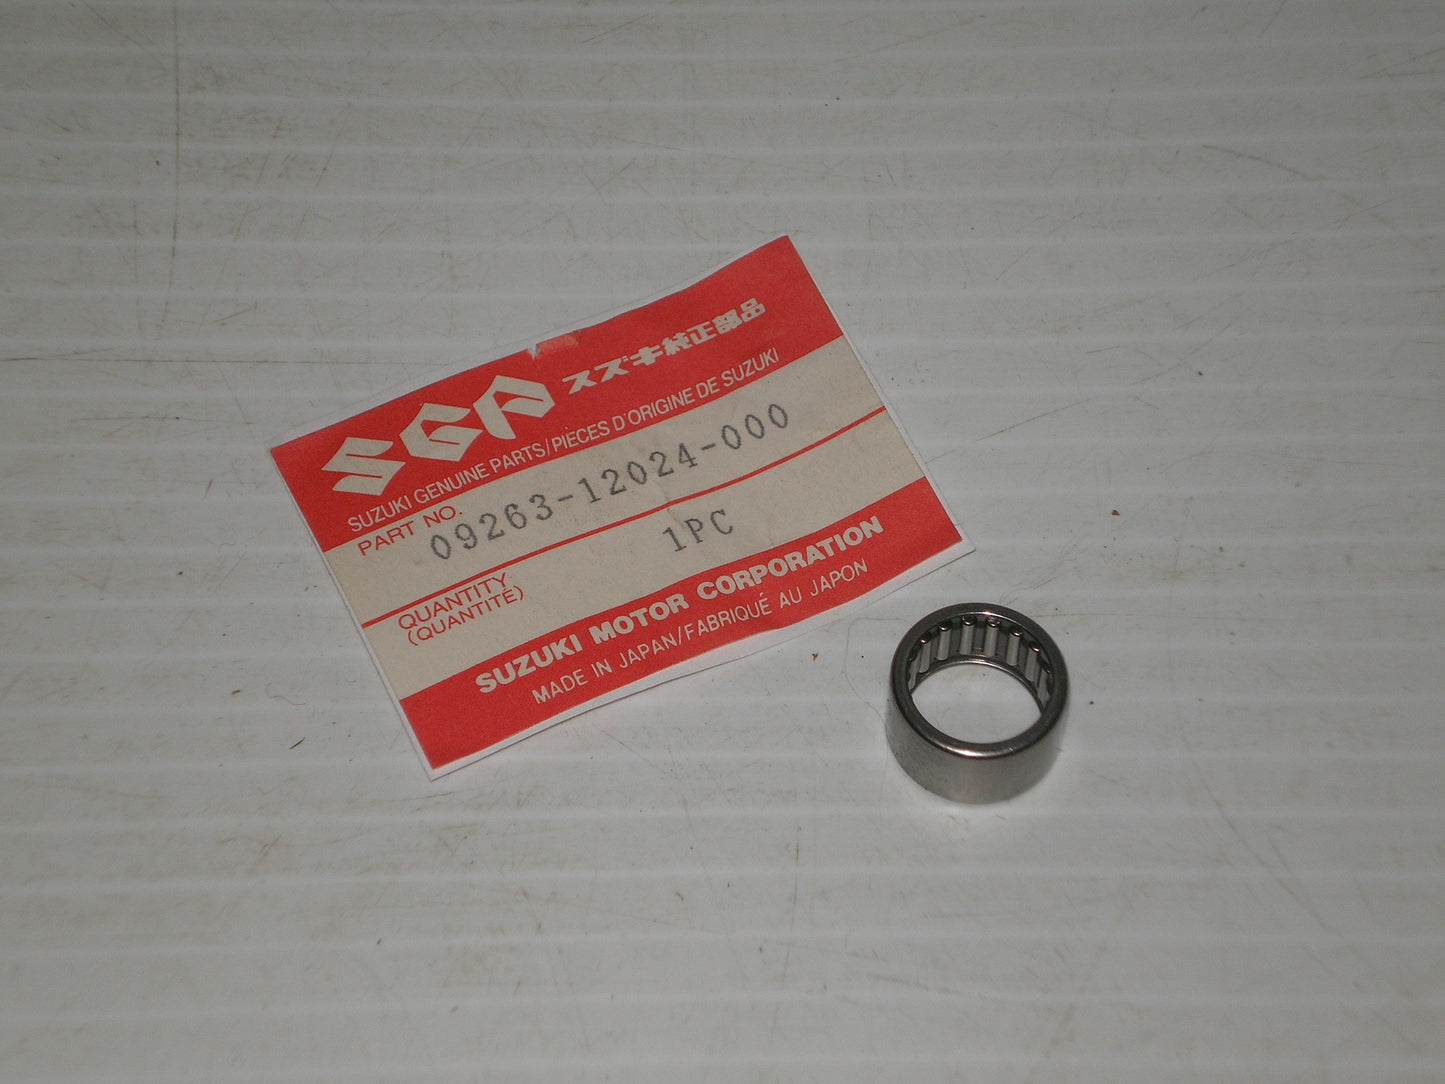 SGP スズキ純正部品
SUZUKI GENUINE PARTS/PIÈCES D'ORIGINE DE SUZUKI
PART NO.
09263-12024-000
QUANTITY
(QUANTITÉ)
1PC
SUZUKI MOTOR CORPORATION
MADE IN JAPAN/FABRIQUÉ AU JAPON